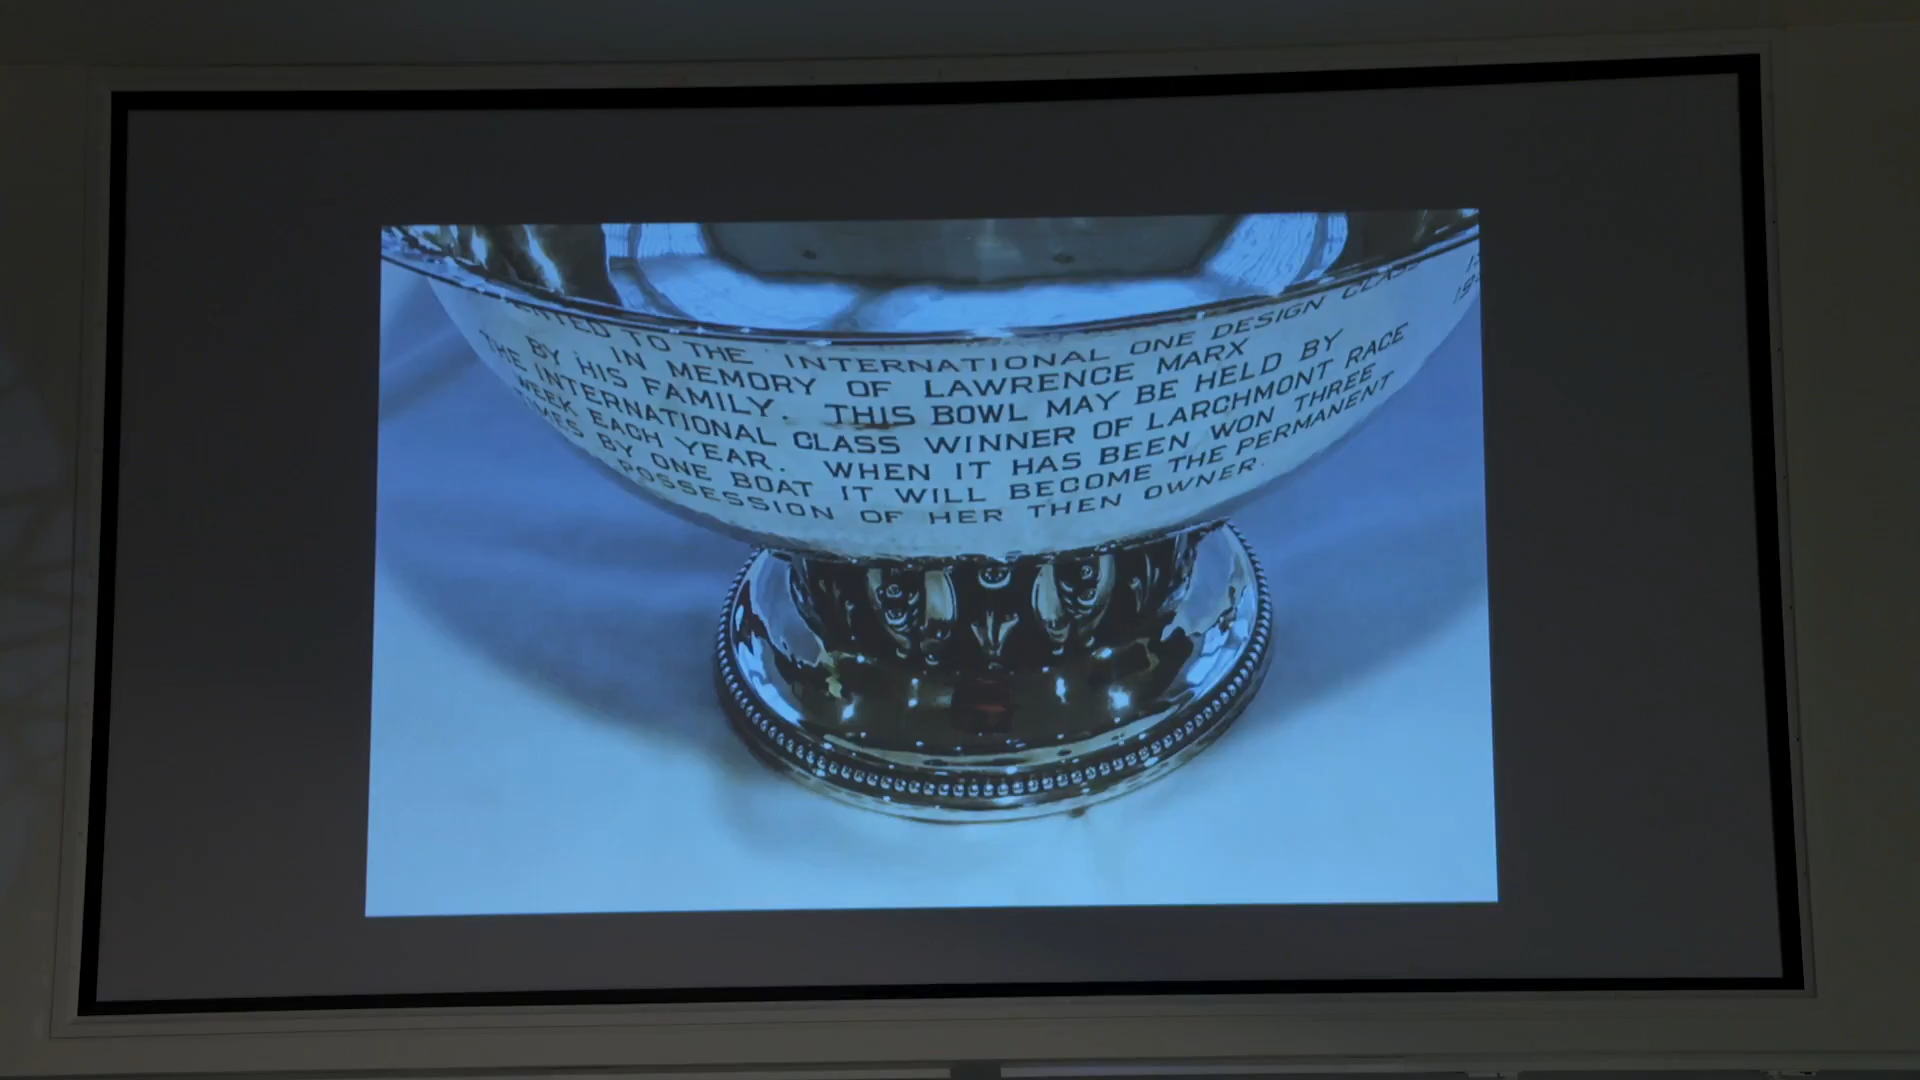 TO THE INTERNATIONAL ONE DESIGN CLASS
IN MEMORY OF LAWRENCE MARX
BY HIS FAMILY. THIS BOWL MAY BE HELD BY
THE INTERNATIONAL CLASS WINNER OF LARCHMONT RACE
WEEK EACH YEAR. WHEN IT HAS BEEN WON THREE
TIMES BY ONE BOAT IT WILL BECOME THE PERMANENT
POSSESSION OF HER THEN OWNER.